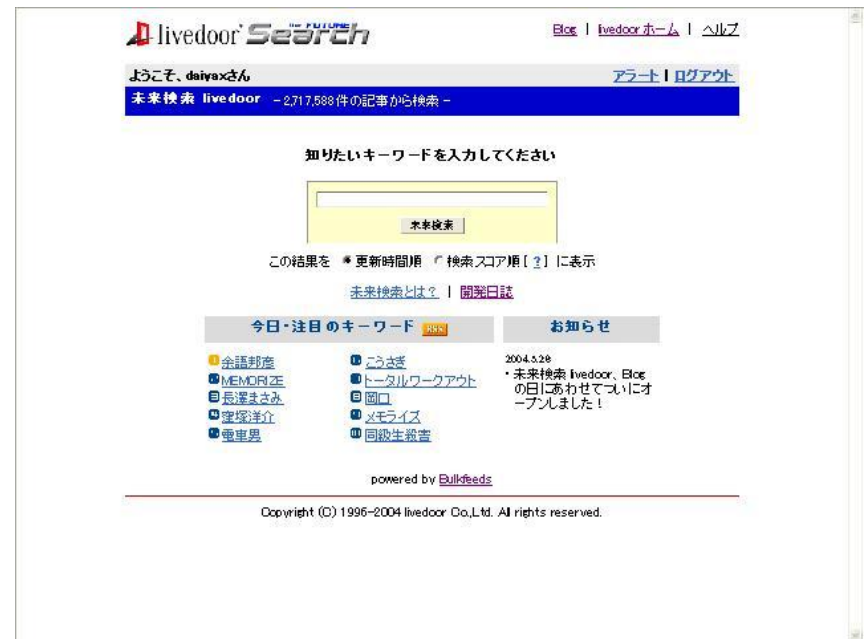 livedoor the FUTURE Search
Blog | livedoor ホーム | ヘルプ
ようこそ、daiyaxさん
アラート | ログアウト
未来検索 livedoor －2,717,588件の記事から検索－
知りたいキーワードを入力してください
未来検索
この結果を 更新時間順 検索スコア順 [ ? ] に表示
未来検索とは？ | 開発日誌
今日・注目のキーワード RSS
余語邦彦
MEMORIZE
長澤まさみ
窪塚洋介
電車男
こうさぎ
トータルワークアウト
岡口
メモライズ
同級生殺害
お知らせ
2004.5.28
・未来検索 livedoor、Blog
の日にあわせてついにオ
ープンしました！
powered by Bulkfeeds
Copyright (C) 1996-2004 livedoor Co.,Ltd. All rights reserved.